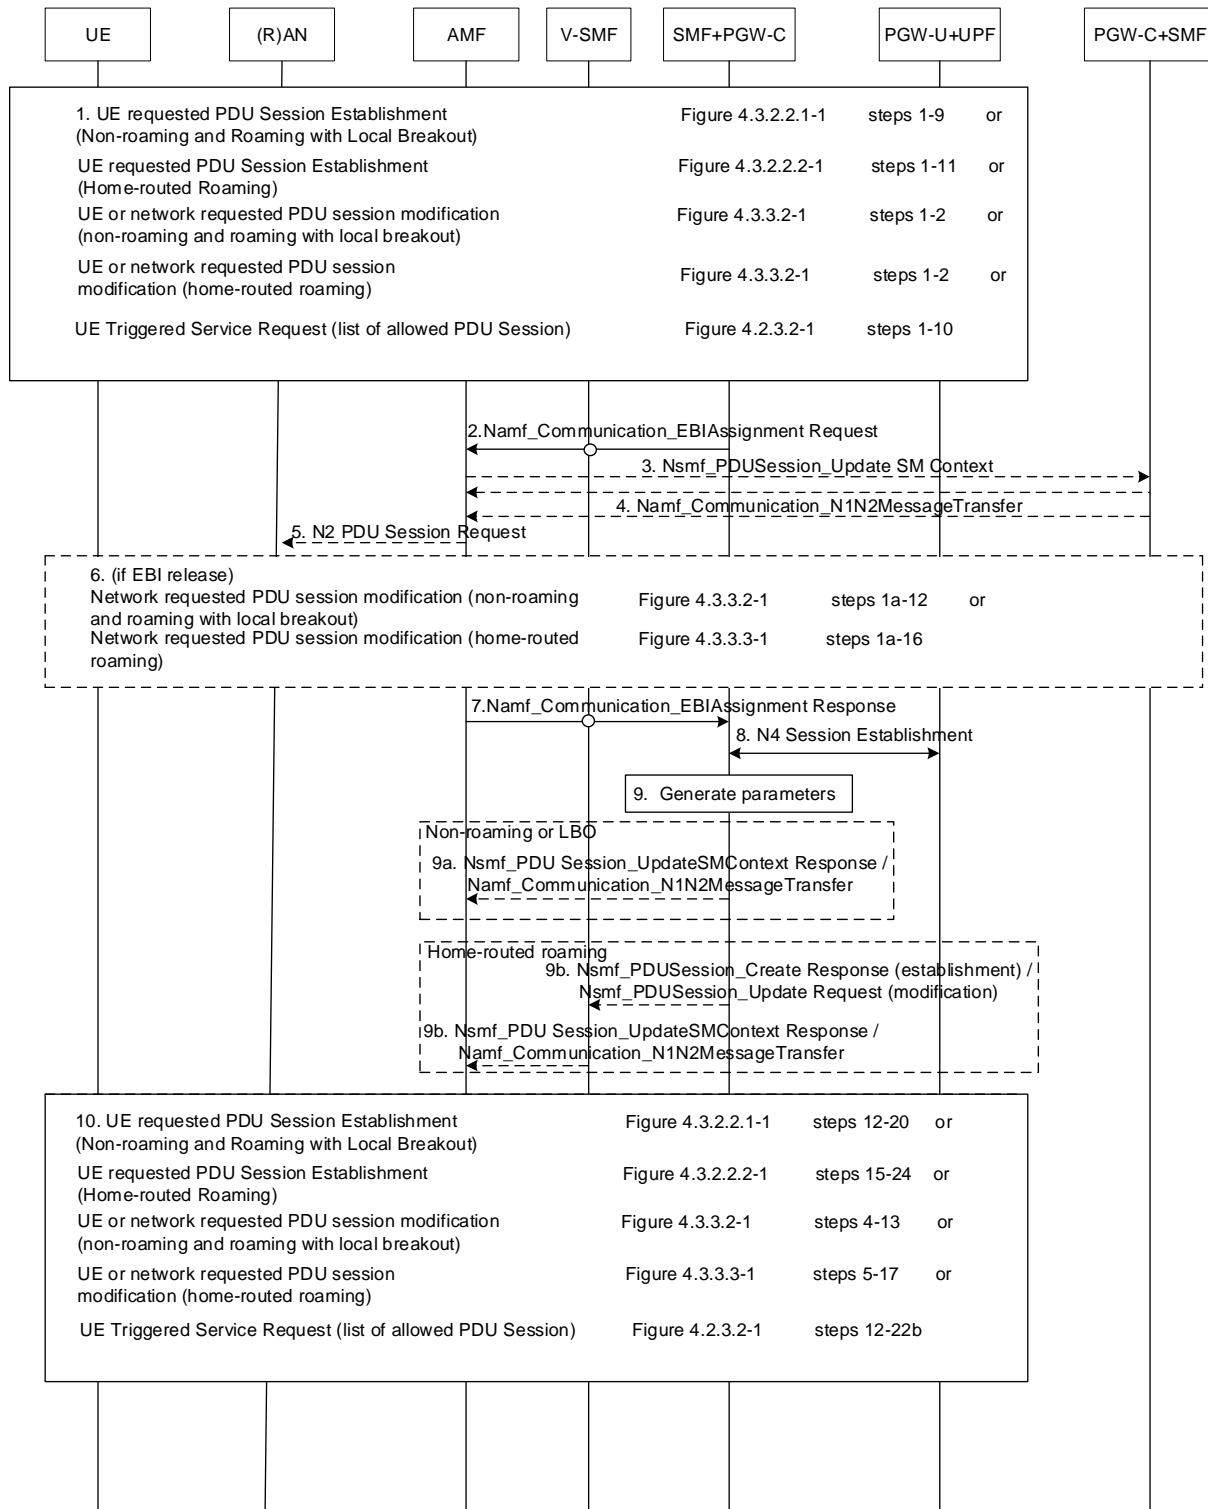 UE
(R)AN
AMF
V-SMF
SMF+PGW-C
PGW-U+UPF
PGW-C+SMF
1. UE requested PDU Session Establishment
(Non-roaming and Roaming with Local Breakout)
Figure 4.3.2.2.1-1 steps 1-9 or
UE requested PDU Session Establishment
(Home-routed Roaming)
Figure 4.3.2.2.2-1 steps 1-11 or
UE or network requested PDU session modification
(non-roaming and roaming with local breakout)
Figure 4.3.3.2-1 steps 1-2 or
UE or network requested PDU session
modification (home-routed roaming)
Figure 4.3.3.2-1 steps 1-2 or
UE Triggered Service Request (list of allowed PDU Session)
Figure 4.2.3.2-1 steps 1-10
2.Namf_Communication_EBIAssignment Request
3. Nsmf_PDUSession_Update SM Context
4. Namf_Communication_N1N2MessageTransfer
5. N2 PDU Session Request
6. (if EBI release)
Network requested PDU session modification (non-roaming
and roaming with local breakout)
Figure 4.3.3.2-1 steps 1a-12 or
Network requested PDU session modification (home-routed
roaming)
Figure 4.3.3.3-1 steps 1a-16
7.Namf_Communication_EBIAssignment Response
8. N4 Session Establishment
9. Generate parameters
Non-roaming or LBO
9a. Nsmf_PDU Session_UpdateSMContext Response /
Namf_Communication_N1N2MessageTransfer
Home-routed roaming
9b. Nsmf_PDUSession_Create Response (establishment) /
Nsmf_PDUSession_Update Request (modification)
9b. Nsmf_PDU Session_UpdateSMContext Response /
Namf_Communication_N1N2MessageTransfer
10. UE requested PDU Session Establishment
(Non-roaming and Roaming with Local Breakout)
Figure 4.3.2.2.1-1 steps 12-20 or
UE requested PDU Session Establishment
(Home-routed Roaming)
Figure 4.3.2.2.2-1 steps 15-24 or
UE or network requested PDU session modification
(non-roaming and roaming with local breakout)
Figure 4.3.3.2-1 steps 4-13 or
UE or network requested PDU session
modification (home-routed roaming)
Figure 4.3.3.3-1 steps 5-17 or
UE Triggered Service Request (list of allowed PDU Session)
Figure 4.2.3.2-1 steps 12-22b